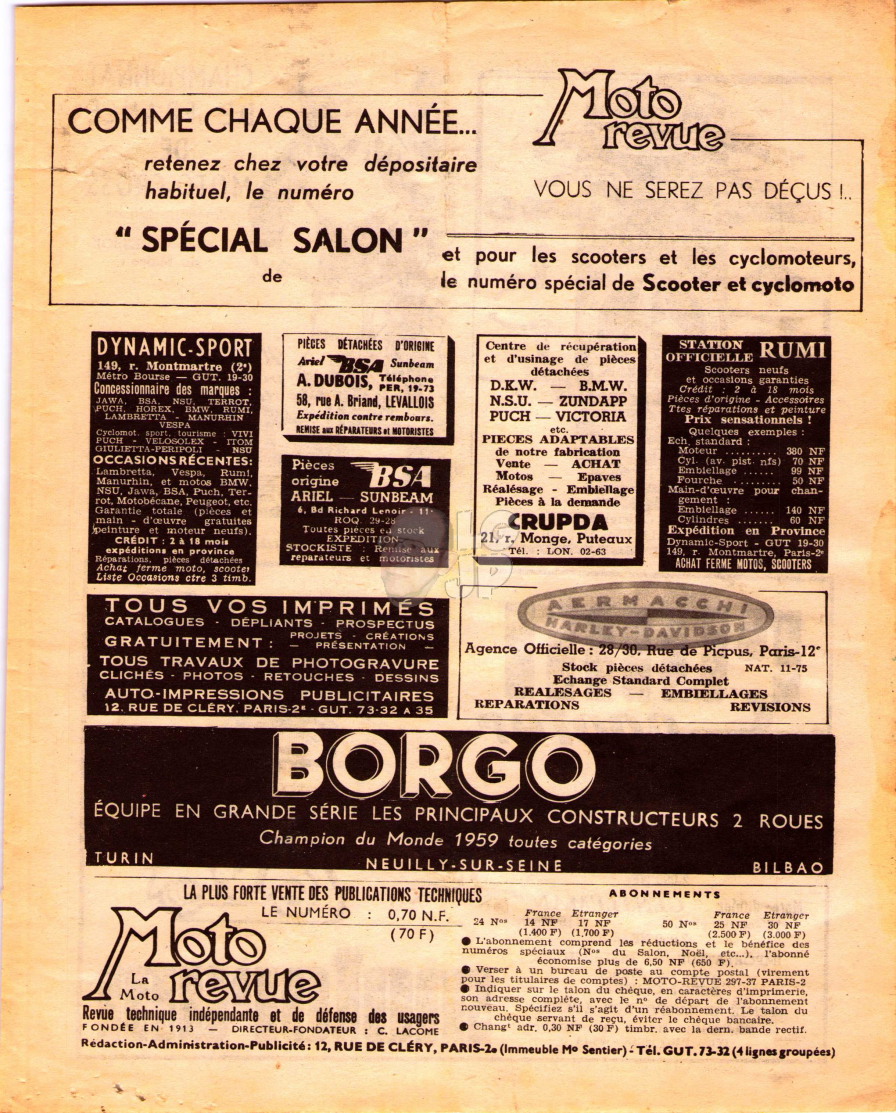 COMME CHAQUE ANNÉE...
retenez chez votre dépositaire
habituel, le numéro
“ SPÉCIAL SALON ”
de
Moto
revue
VOUS NE SEREZ PAS DÉÇUS !..
et pour les scooters et les cyclomoteurs,
le numéro spécial de Scooter et cyclomoto
DYNAMIC-SPORT
149, r. Montmartre (2e)
Métro Bourse — GUT. 19-30
Concessionnaire des marques :
JAWA, BSA, NSU, TERROT,
PUCH, HOREX, BMW, RUMI,
LAMBRETTA - MANURHIN
VESPA
Cyclomot. sport, tourisme : VIVI
PUCH - VELOSOLEX - ITOM
GIULIETTA-PERIPOLI - NSU
OCCASIONS RÉCENTES:
Lambretta, Vespa, Rumi,
Manurhin, et motos BMW,
NSU, Jawa, BSA, Puch, Ter-
rot, Motobécane, Peugeot, etc.
Garantie totale (pièces et
main - d'œuvre gratuites
peinture et moteur neufs).
CRÉDIT : 2 à 18 mois
expéditions en province
Réparations, pièces détachées
Achat ferme moto, scooter
Liste Occasions ctre 3 timb.
PIÈCES DÉTACHÉES D'ORIGINE
Ariel BSA Sunbeam
A. DUBOIS, Téléphone
PER. 19-73
58, rue A. Briand, LEVALLOIS
Expédition contre rembours.
REMISE aux RÉPARATEURS et MOTORISTES
Pièces
origine BSA
ARIEL — SUNBEAM
6, Bd Richard Lenoir - 11e
ROQ. 29-28
Toutes pièces en stock
EXPEDITION
STOCKISTE : Remise aux
reparateurs et motoristes
Centre de récupération
et d'usinage de pièces
détachées
D.K.W. — B.M.W.
N.S.U. — ZUNDAPP
PUCH — VICTORIA
etc.
PIECES ADAPTABLES
de notre fabrication
Vente — ACHAT
Motos — Epaves
Réalésage - Embiellage
Pièces à la demande
CRUPDA
21, r. Monge, Puteaux
Tél. : LON. 02-63
STATION
OFFICIELLE RUMI
Scooters neufs
et occasions garanties
Crédit : 2 à 18 mois
Pièces d'origine - Accessoires
Ttes réparations et peinture
Prix sensationnels !
Quelques exemples :
Ech. standard :
Moteur .......... 380 NF
Cyl. (av. pist. nfs) 70 NF
Embiellage ....... 99 NF
Fourche .......... 50 NF
Main-d'œuvre pour chan-
gement :
Embiellage ...... 140 NF
Cylindres ....... 60 NF
Expédition en Province
Dynamic-Sport - GUT 19-30
149, r. Montmartre, Paris-2e
ACHAT FERME MOTOS, SCOOTERS
TOUS VOS IMPRIMÉS
CATALOGUES - DÉPLIANTS - PROSPECTUS
GRATUITEMENT : PROJETS - CRÉATIONS
— PRÉSENTATION —
TOUS TRAVAUX DE PHOTOGRAVURE
CLICHÉS - PHOTOS - RETOUCHES - DESSINS
AUTO-IMPRESSIONS PUBLICITAIRES
12, RUE DE CLÉRY, PARIS-2e - GUT. 73-32 A 35
AERMACCHI
HARLEY-DAVIDSON
Agence Officielle : 28/30, Rue de Picpus, Paris-12e
Stock pièces détachées NAT. 11-75
Echange Standard Complet
REALESAGES — EMBIELLAGES
REPARATIONS REVISIONS
BORGO
ÉQUIPE EN GRANDE SÉRIE LES PRINCIPAUX CONSTRUCTEURS 2 ROUES
Champion du Monde 1959 toutes catégories
TURIN NEUILLY-SUR-SEINE BILBAO
LA PLUS FORTE VENTE DES PUBLICATIONS TECHNIQUES
LE NUMÉRO : 0,70 N.F.
(70 F)
Moto
revue
La
Moto
Revue technique indépendante et de défense des usagers
FONDÉE EN 1913 — DIRECTEUR-FONDATEUR : C. LACOME
ABONNEMENTS
France Etranger France Etranger
24 Nos 14 NF 17 NF 50 Nos 25 NF 30 NF
(1.400 F) (1,700 F) (2.500 F) (3.000 F)
● L'abonnement comprend les réductions et le bénéfice des
numéros spéciaux (Nos du Salon, Noël, etc...), l'abonné
économise plus de 6,50 NF (650 F).
● Verser à un bureau de poste au compte postal (virement
pour les titulaires de comptes) : MOTO-REVUE 297-37 PARIS-2
● Indiquer sur le talon du chèque, en caractères d'imprimerie,
son adresse complète, avec le n° de départ de l'abonnement
nouveau. Spécifiez s'il s'agit d'un réabonnement. Le talon du
chèque servant de reçu, éviter le chèque bancaire.
● Changt adr. 0,30 NF (30 F) timbr. avec la dern. bande rectif.
Rédaction-Administration-Publicité : 12, RUE DE CLÉRY, PARIS-2e (Immeuble Mo Sentier) - Tél. GUT. 73-32 (4 lignes groupées)